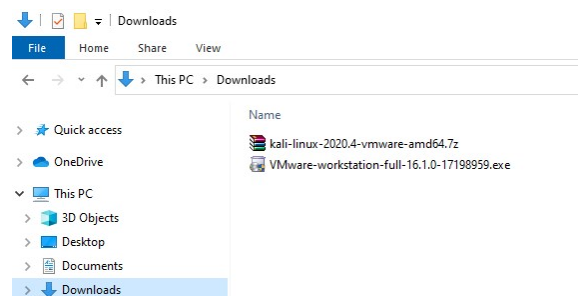 Downloads
File Home Share View
This PC > Downloads
Name
Quick access
kali-linux-2020.4-vmware-amd64.7z
VMware-workstation-full-16.1.0-17198959.exe
OneDrive
This PC
3D Objects
Desktop
Documents
Downloads